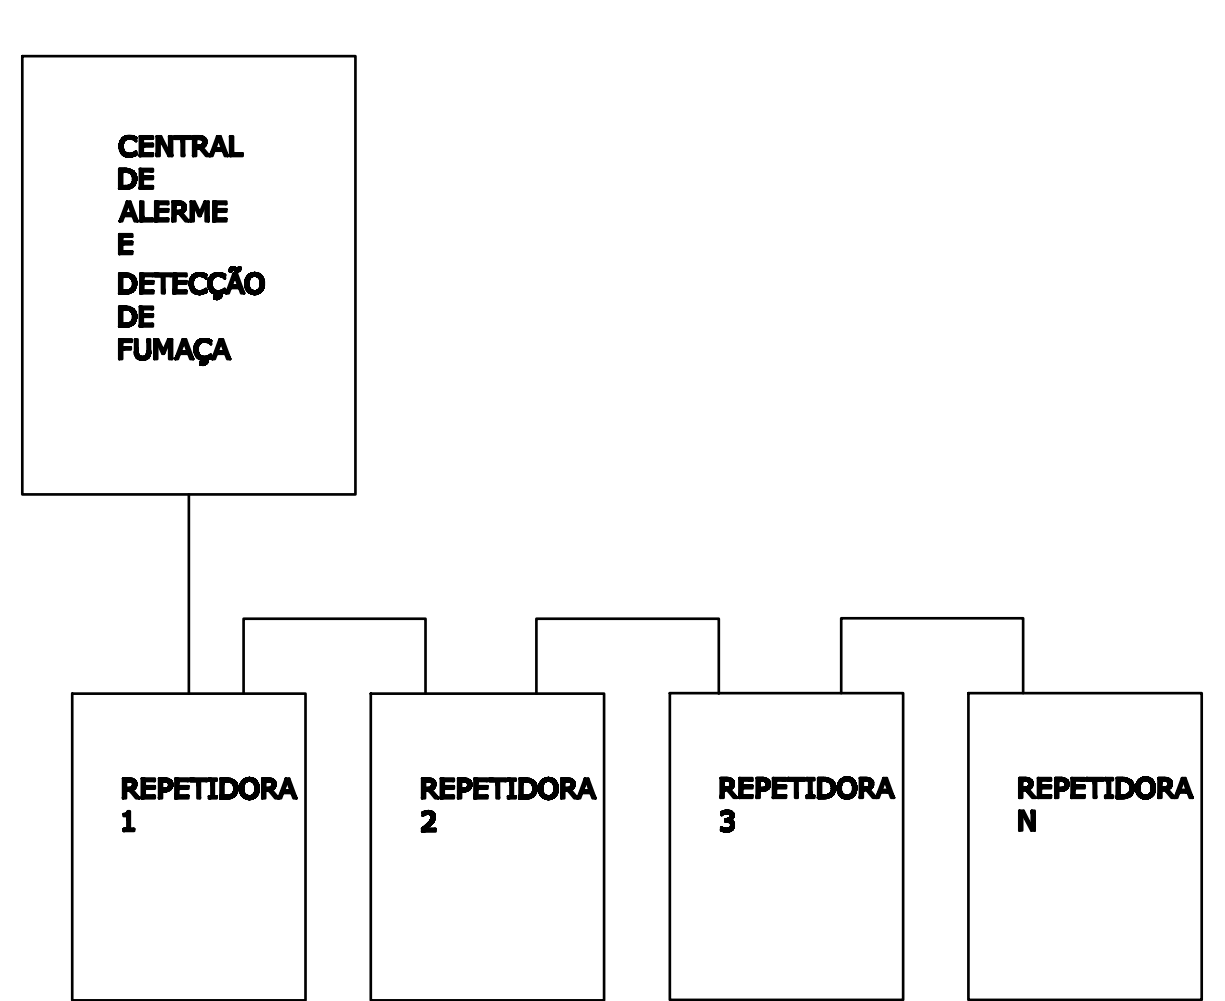 CENTRAL
DE
ALERME
E
DETECÇÃO
DE
FUMAÇA
REPETIDORA
1
REPETIDORA
2
REPETIDORA
3
REPETIDORA
N